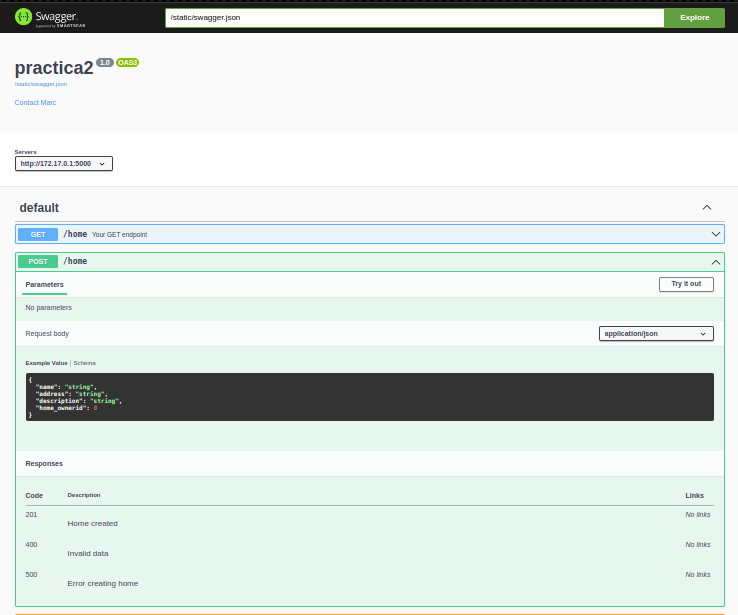 Swagger.
Supported by SMARTBEAR
/static/swagger.json
Explore
practica2 1.0 OAS3
/static/swagger.json
Contact Marc
Servers
http://172.17.0.1:5000
default
GET /home Your GET endpoint
POST /home
Parameters
Try it out
No parameters
Request body
application/json
Example Value | Schema
{
"name": "string",
"address": "string",
"description": "string",
"home_ownerid": 0
}
Responses
Code Description Links
201 Home created No links
400 Invalid data No links
500 Error creating home No links